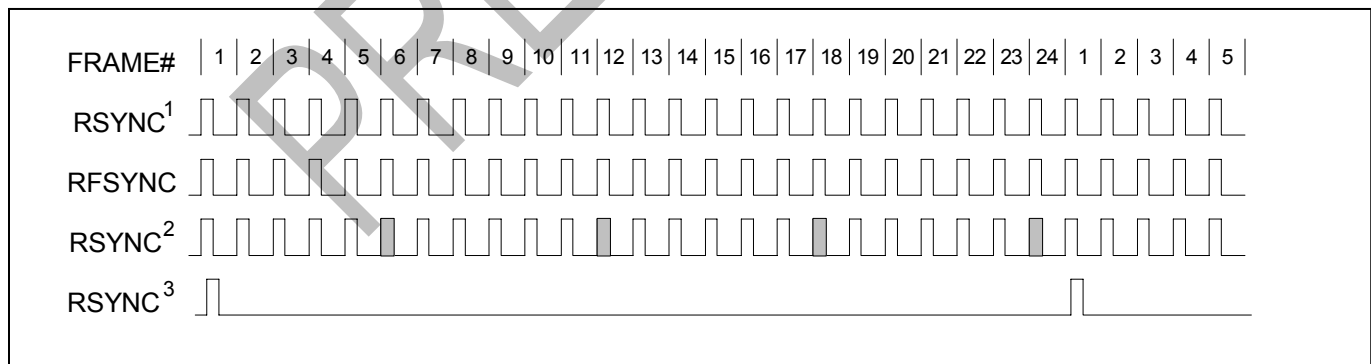 FRAME# 1 2 3 4 5 6 7 8 9 10 11 12 13 14 15 16 17 18 19 20 21 22 23 24 1 2 3 4 5
RSYNC¹
RFSYNC
RSYNC²
RSYNC³
PRE